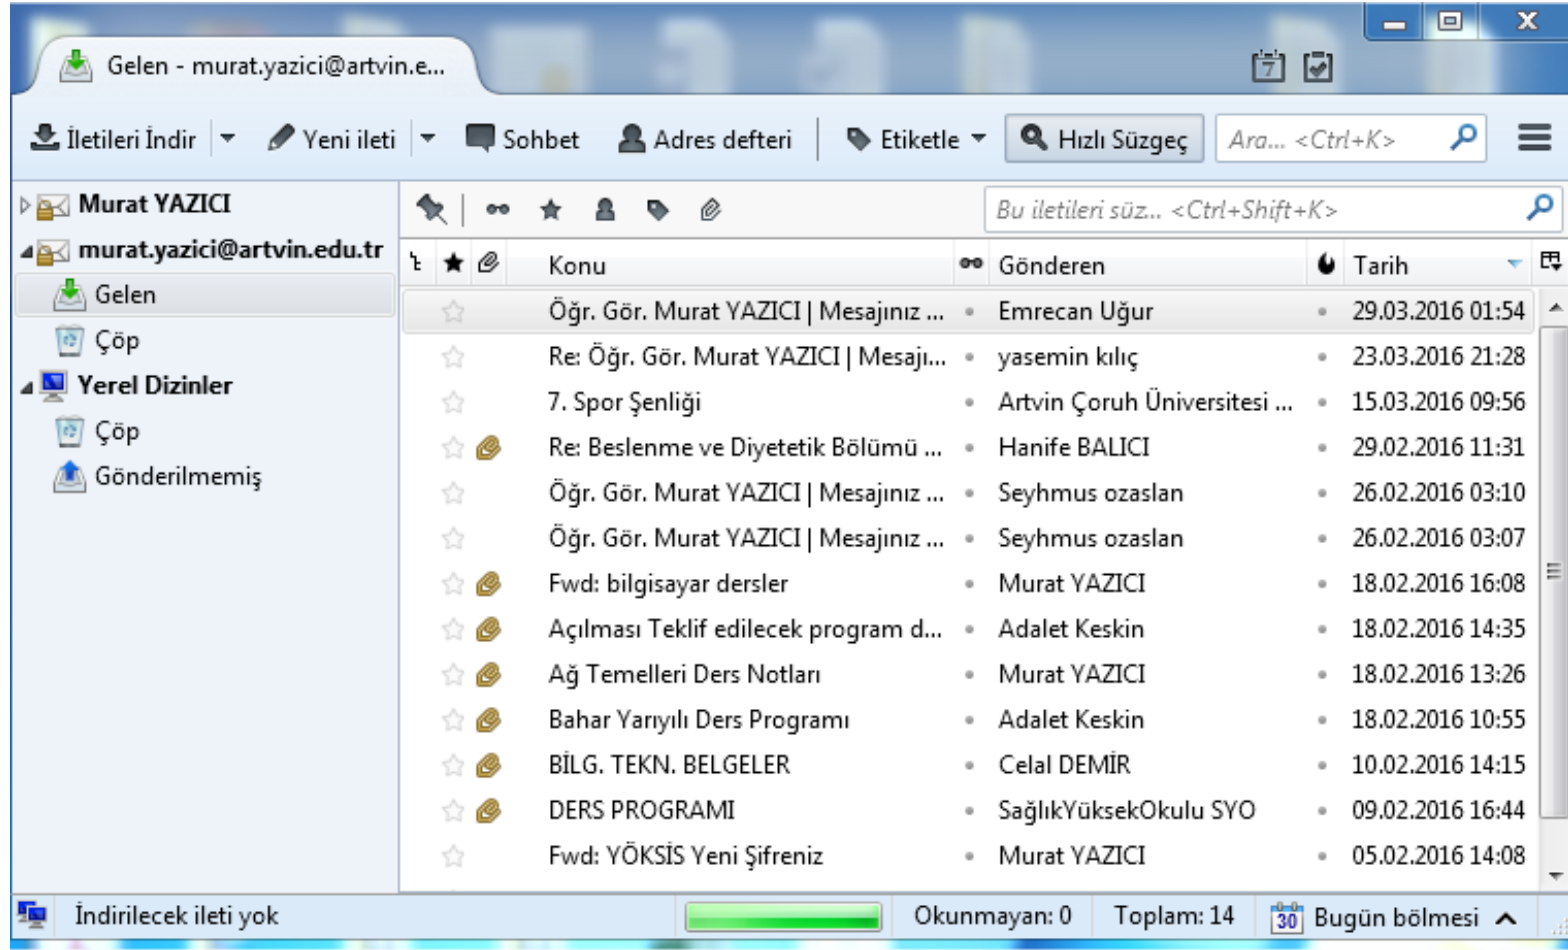 Gelen - murat.yazici@artvin.e...
7
İletileri İndir Yeni ileti Sohbet Adres defteri Etiketle Hızlı Süzgeç Ara... <Ctrl+K>
Murat YAZICI
Bu iletileri süz... <Ctrl+Shift+K>
murat.yazici@artvin.edu.tr
Gelen
Çöp
Yerel Dizinler
Çöp
Gönderilmemiş
Konu Gönderen Tarih
Öğr. Gör. Murat YAZICI | Mesajınız ... Emrecan Uğur 29.03.2016 01:54
Re: Öğr. Gör. Murat YAZICI | Mesajı... yasemin kılıç 23.03.2016 21:28
7. Spor Şenliği Artvin Çoruh Üniversitesi ... 15.03.2016 09:56
Re: Beslenme ve Diyetetik Bölümü ... Hanife BALICI 29.02.2016 11:31
Öğr. Gör. Murat YAZICI | Mesajınız ... Seyhmus ozaslan 26.02.2016 03:10
Öğr. Gör. Murat YAZICI | Mesajınız ... Seyhmus ozaslan 26.02.2016 03:07
Fwd: bilgisayar dersler Murat YAZICI 18.02.2016 16:08
Açılması Teklif edilecek program d... Adalet Keskin 18.02.2016 14:35
Ağ Temelleri Ders Notları Murat YAZICI 18.02.2016 13:26
Bahar Yarıyılı Ders Programı Adalet Keskin 18.02.2016 10:55
BİLG. TEKN. BELGELER Celal DEMİR 10.02.2016 14:15
DERS PROGRAMI SağlıkYüksekOkulu SYO 09.02.2016 16:44
Fwd: YÖKSİS Yeni Şifreniz Murat YAZICI 05.02.2016 14:08
İndirilecek ileti yok Okunmayan: 0 Toplam: 14 30 Bugün bölmesi